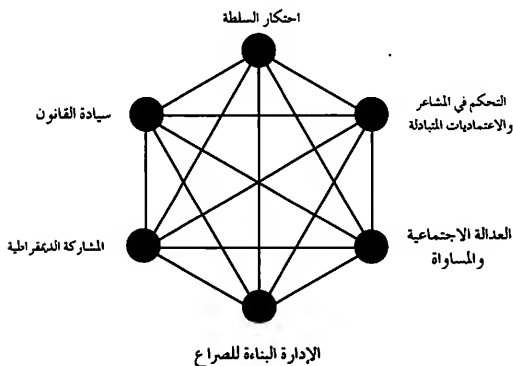 احتكار السلطة
التحكم في المشاعر
والاعتماديات المتبادلة
سيادة القانون
العدالة الاجتماعية
والمساواة
المشاركة الديمقراطية
الإدارة البناءة للصراع